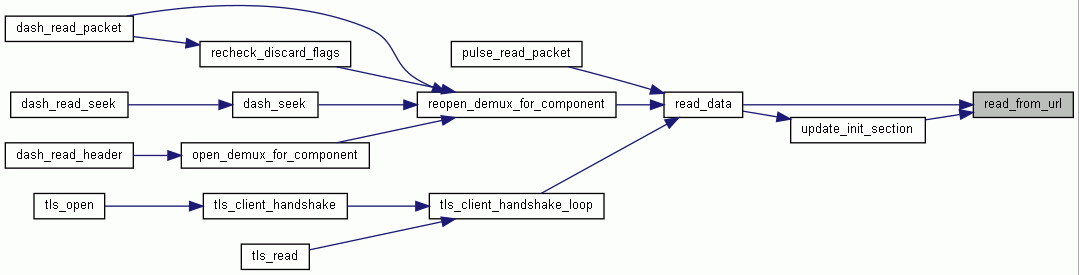 dash_read_packet
recheck_discard_flags
pulse_read_packet
dash_read_seek
dash_seek
reopen_demux_for_component
read_data
read_from_url
update_init_section
dash_read_header
open_demux_for_component
tls_open
tls_client_handshake
tls_client_handshake_loop
tls_read